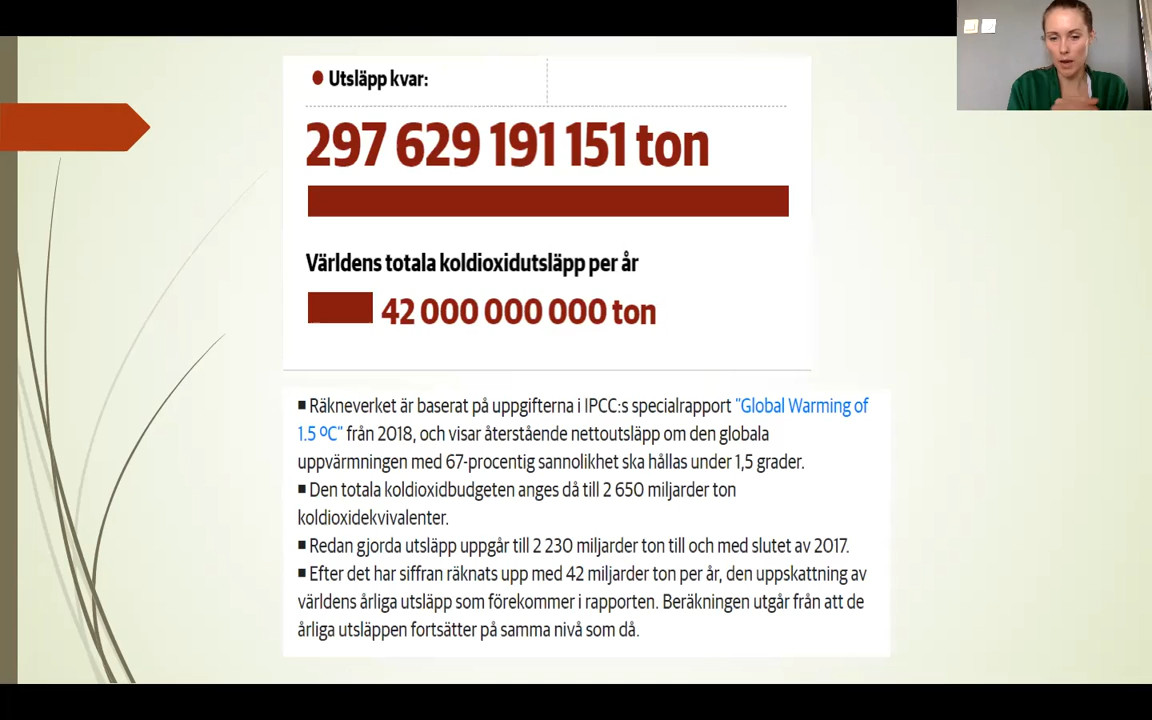 Utsläpp kvar:
297 629 191 151 ton
Världens totala koldioxidutsläpp per år
42 000 000 000 ton
■ Räkneverket är baserat på uppgifterna i IPCC:s specialrapport "Global Warming of
1.5 ºC" från 2018, och visar återstående nettoutsläpp om den globala
uppvärmningen med 67-procentig sannolikhet ska hållas under 1,5 grader.
■ Den totala koldioxidbudgeten anges då till 2 650 miljarder ton
koldioxidekvivalenter.
■ Redan gjorda utsläpp uppgår till 2 230 miljarder ton till och med slutet av 2017.
■ Efter det har siffran räknats upp med 42 miljarder ton per år, den uppskattning av
världens årliga utsläpp som förekommer i rapporten. Beräkningen utgår från att de
årliga utsläppen fortsätter på samma nivå som då.